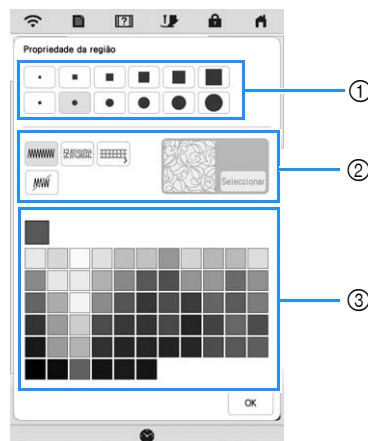 Propriedade da região
①
②
Seleccionar
③
OK